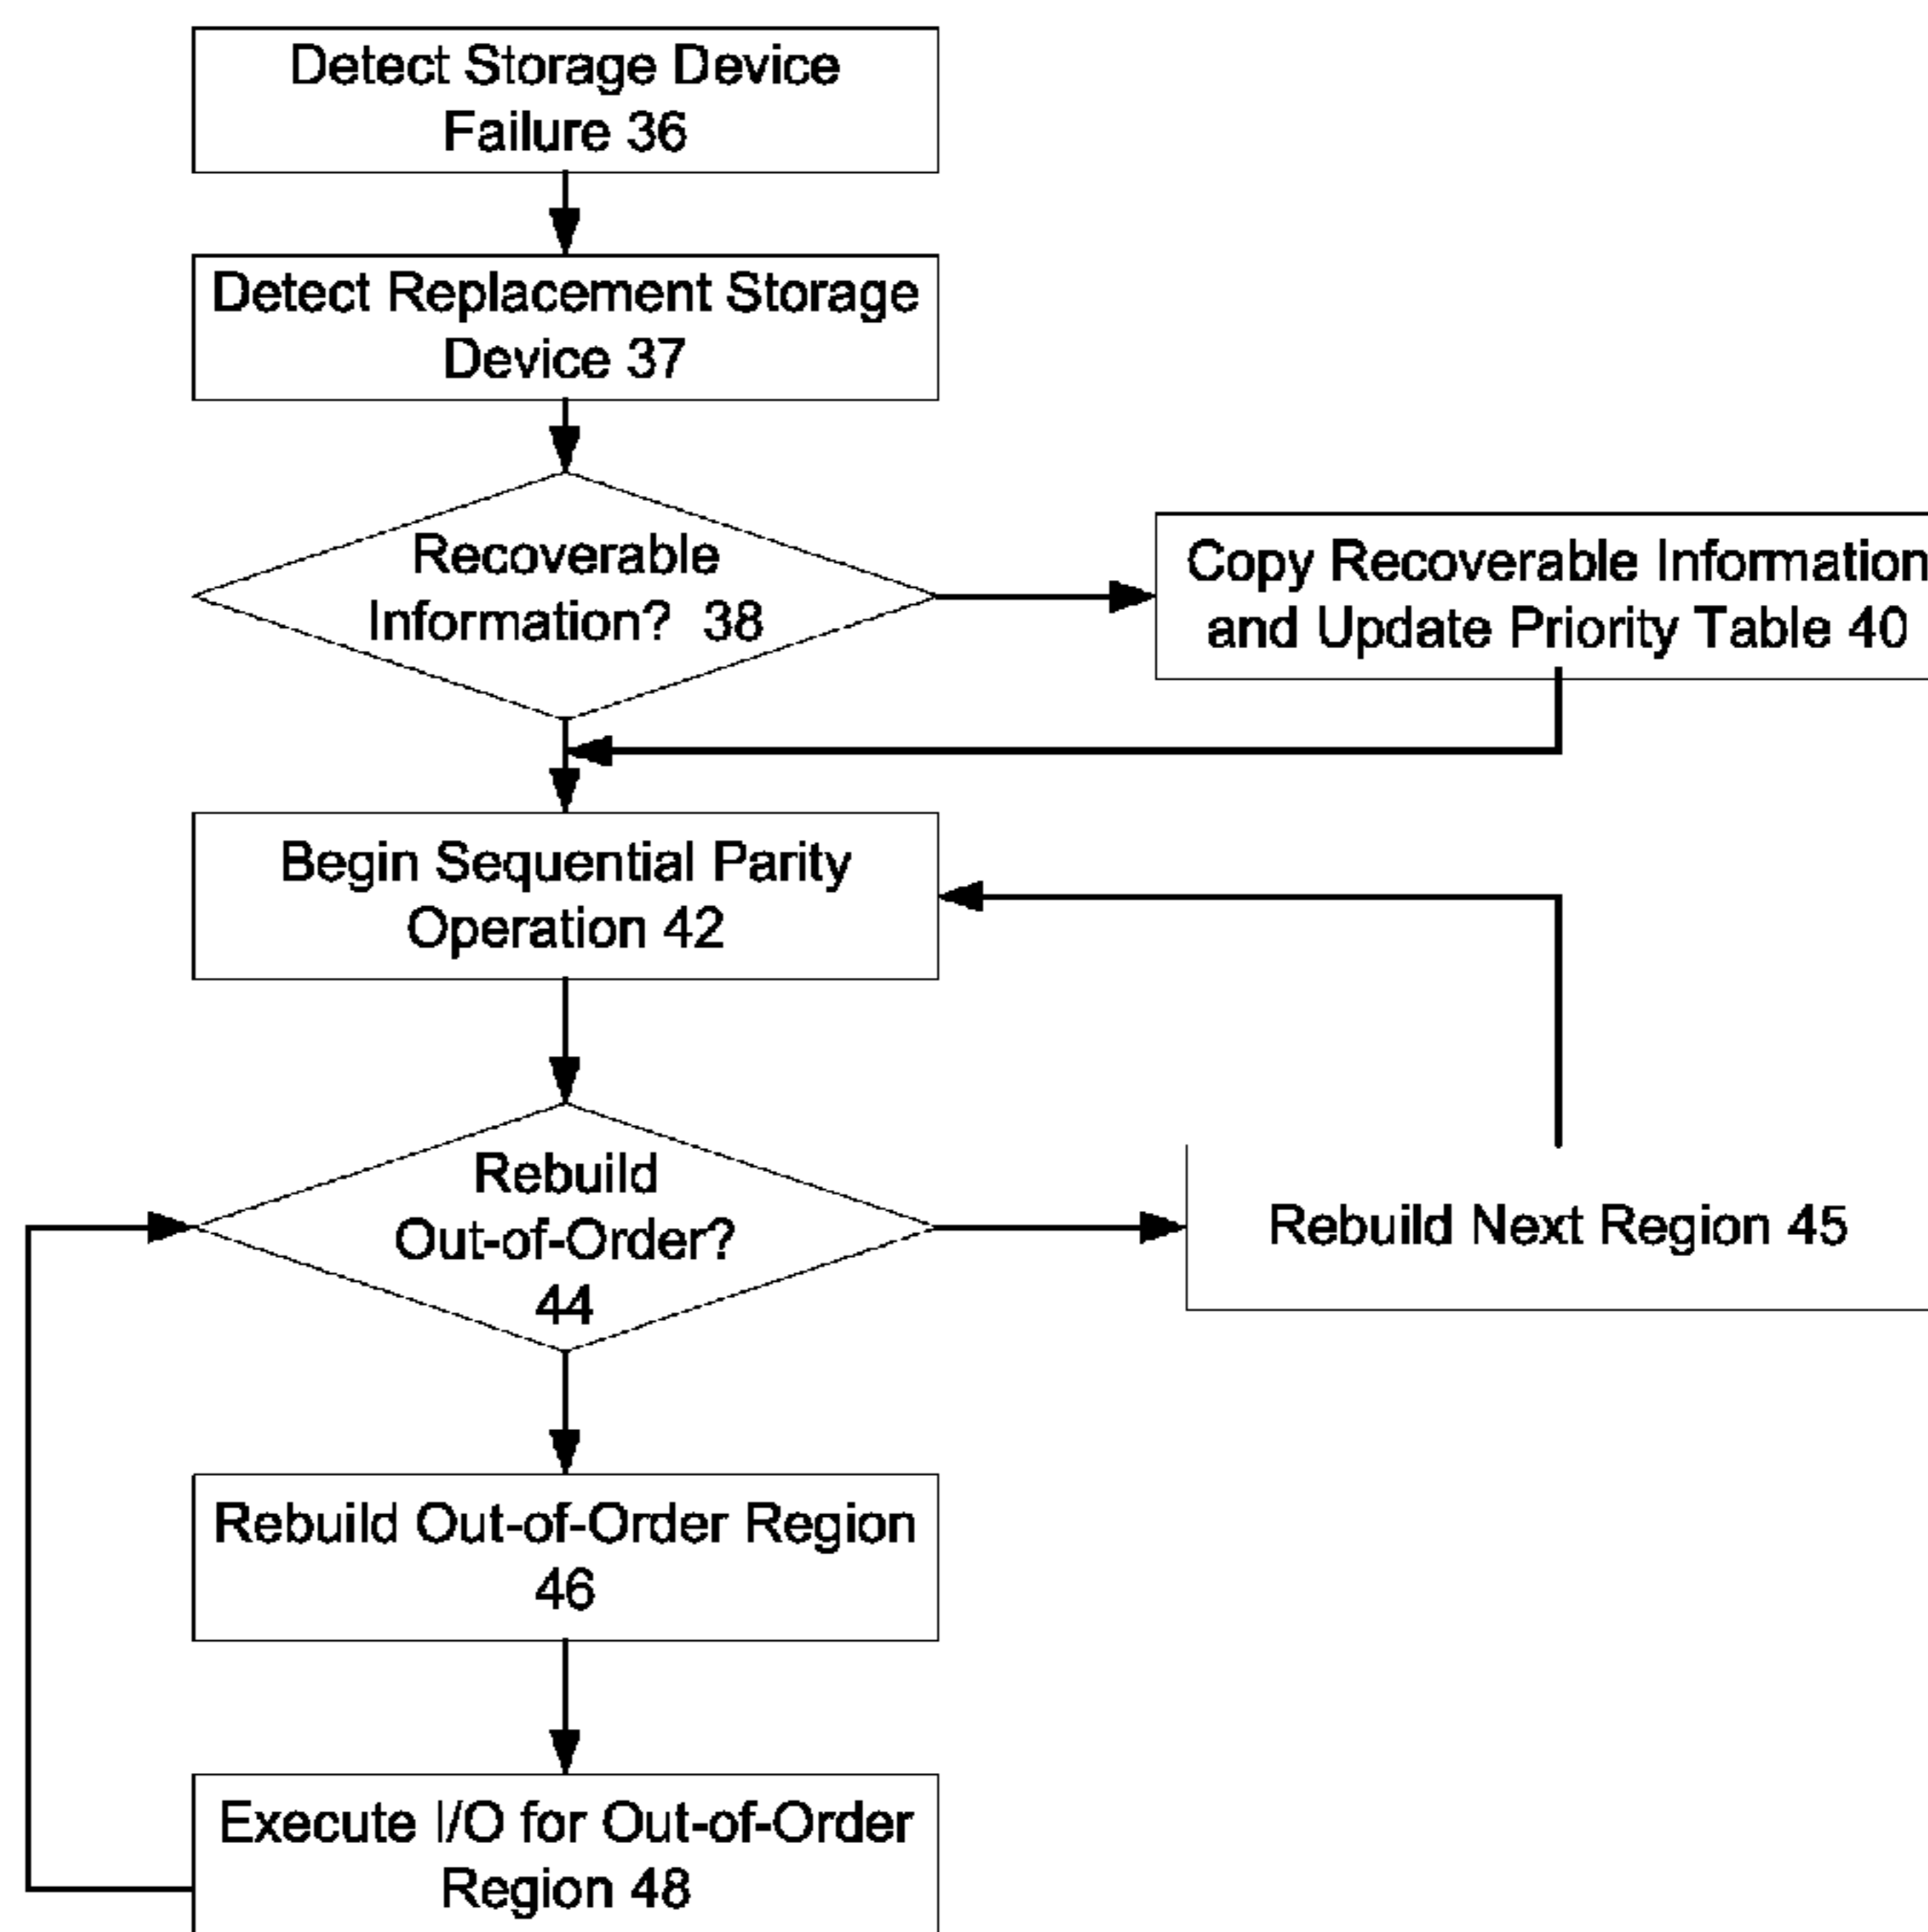 Detect Storage Device
Failure 36
Detect Replacement Storage
Device 37
Recoverable
Information? 38
Copy Recoverable Information
and Update Priority Table 40
Begin Sequential Parity
Operation 42
Rebuild
Out-of-Order?
44
Rebuild Next Region 45
Rebuild Out-of-Order Region
46
Execute I/O for Out-of-Order
Region 48